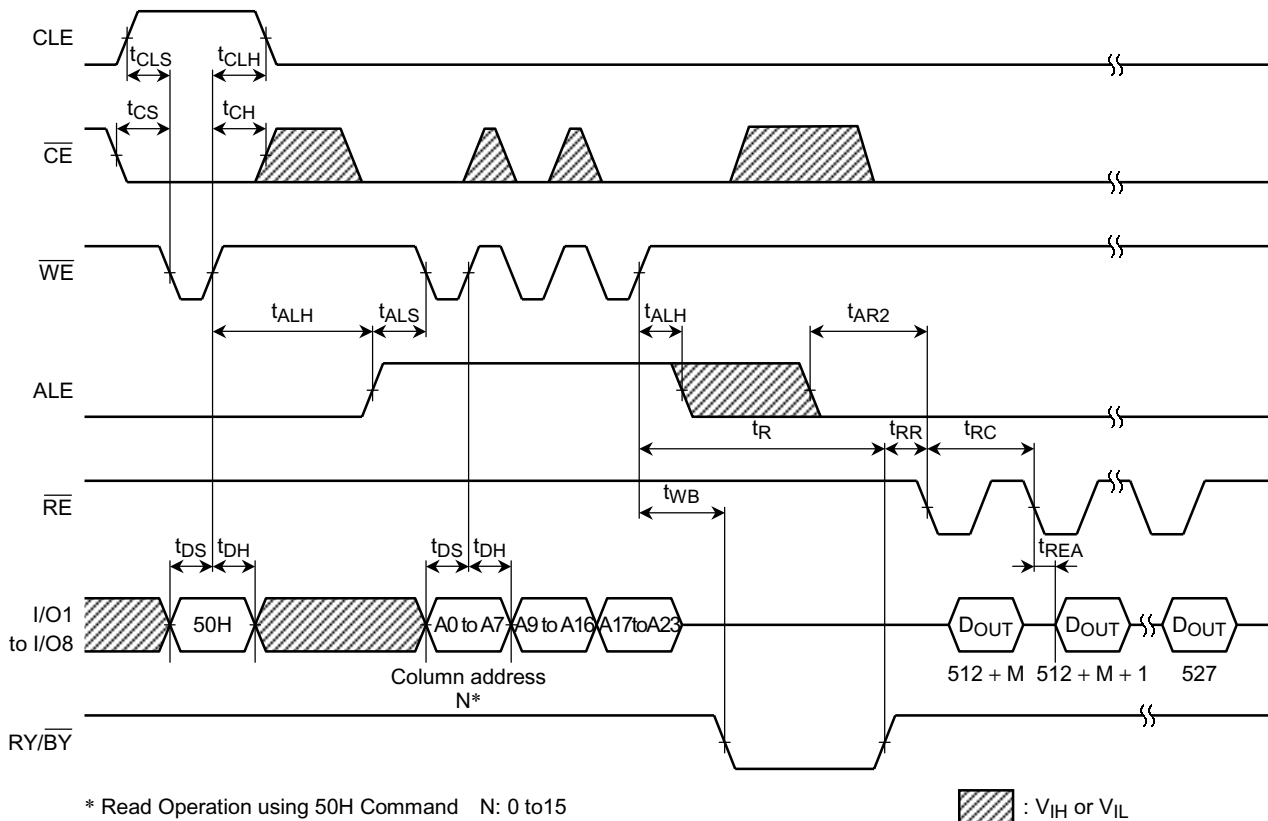 CLE
tCLS
tCLH
tCS
tCH
CE
WE
tALH
tALS
tALH
tAR2
ALE
tR
tRR
tRC
RE
tWB
tDS
tDH
tDS
tDH
tREA
I/O1
to I/O8
50H
A0 to A7
A9 to A16
A17toA23
DOUT
DOUT
DOUT
Column address
N*
512 + M
512 + M + 1
527
RY/BY
* Read Operation using 50H Command N: 0 to15
: VIH or VIL